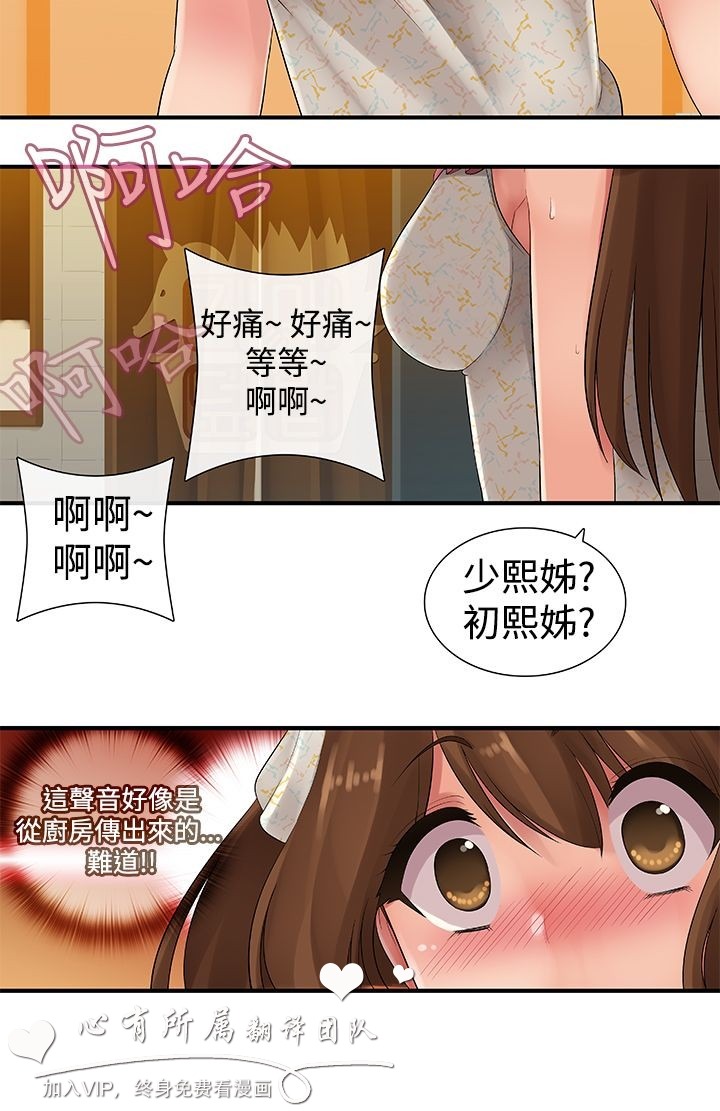 啊哈
好痛~ 好痛~
等等~
啊啊~
啊哈
啊啊~
啊啊~
少熙姊?
初熙姊?
這聲音好像是
從廚房傳出來的...
難道!!
心有所属翻译团队
加入VIP，终身免费看漫画